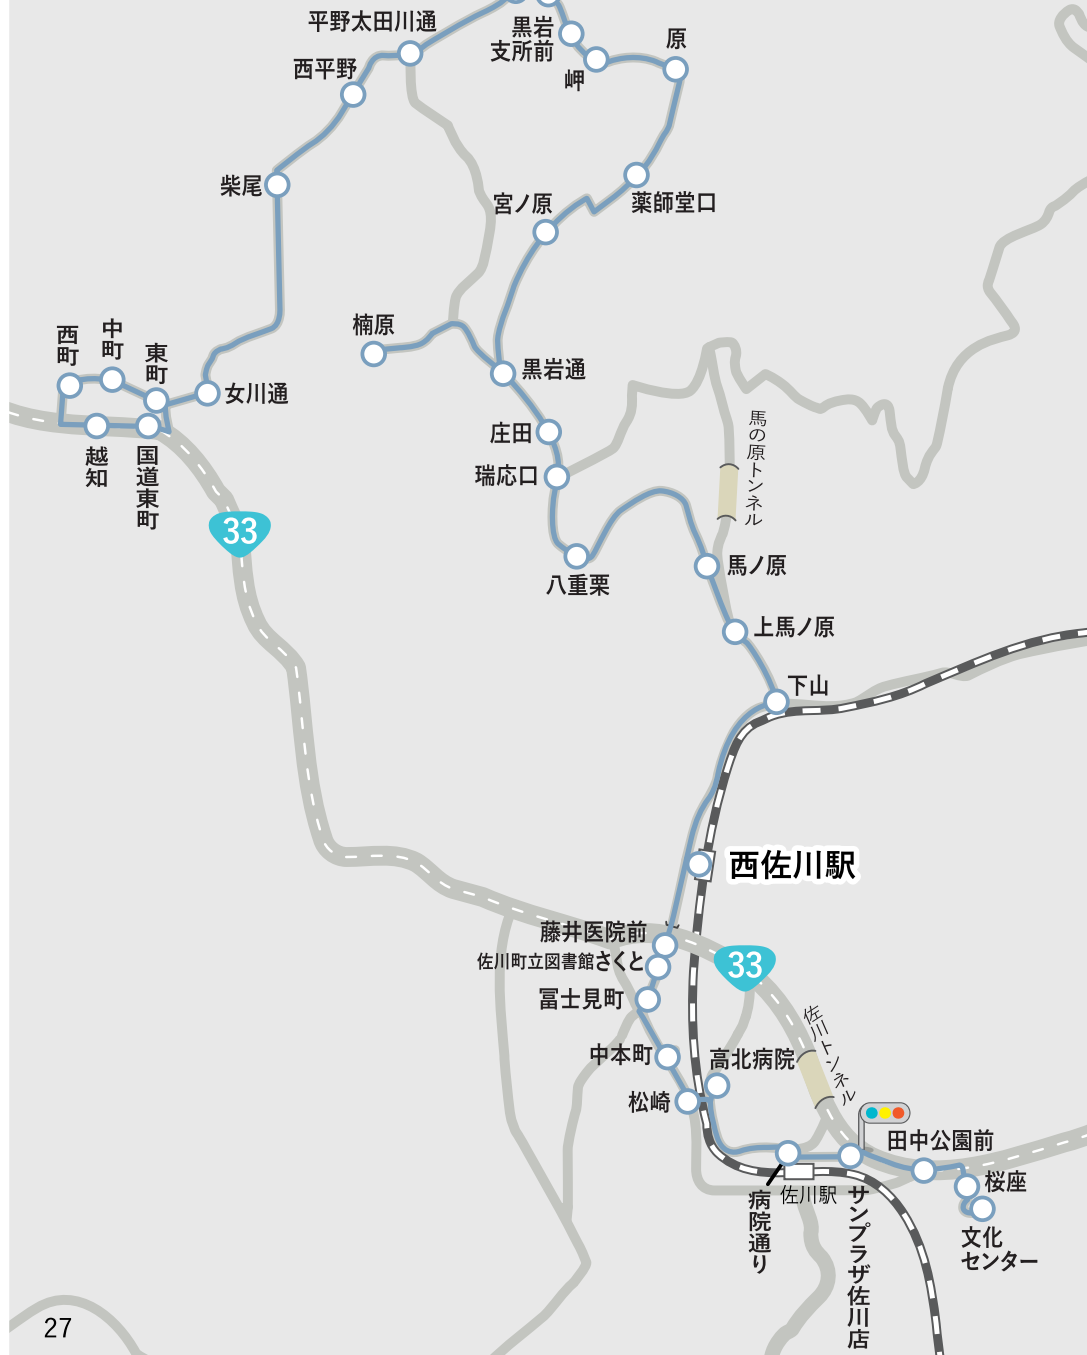 平野太田川通
黒岩
支所前
原
西平野
岬
柴尾
宮ノ原
薬師堂口
西町
中町
東町
楠原
黒岩通
女川通
馬の原トンネル
庄田
越知
国道東町
瑞応口
33
八重栗
馬ノ原
上馬ノ原
下山
西佐川駅
藤井医院前
佐川町立図書館さくと
33
冨士見町
佐川トンネル
中本町
高北病院
松崎
田中公園前
桜座
佐川駅
病院通り
サンプラザ佐川店
文化
センター
27